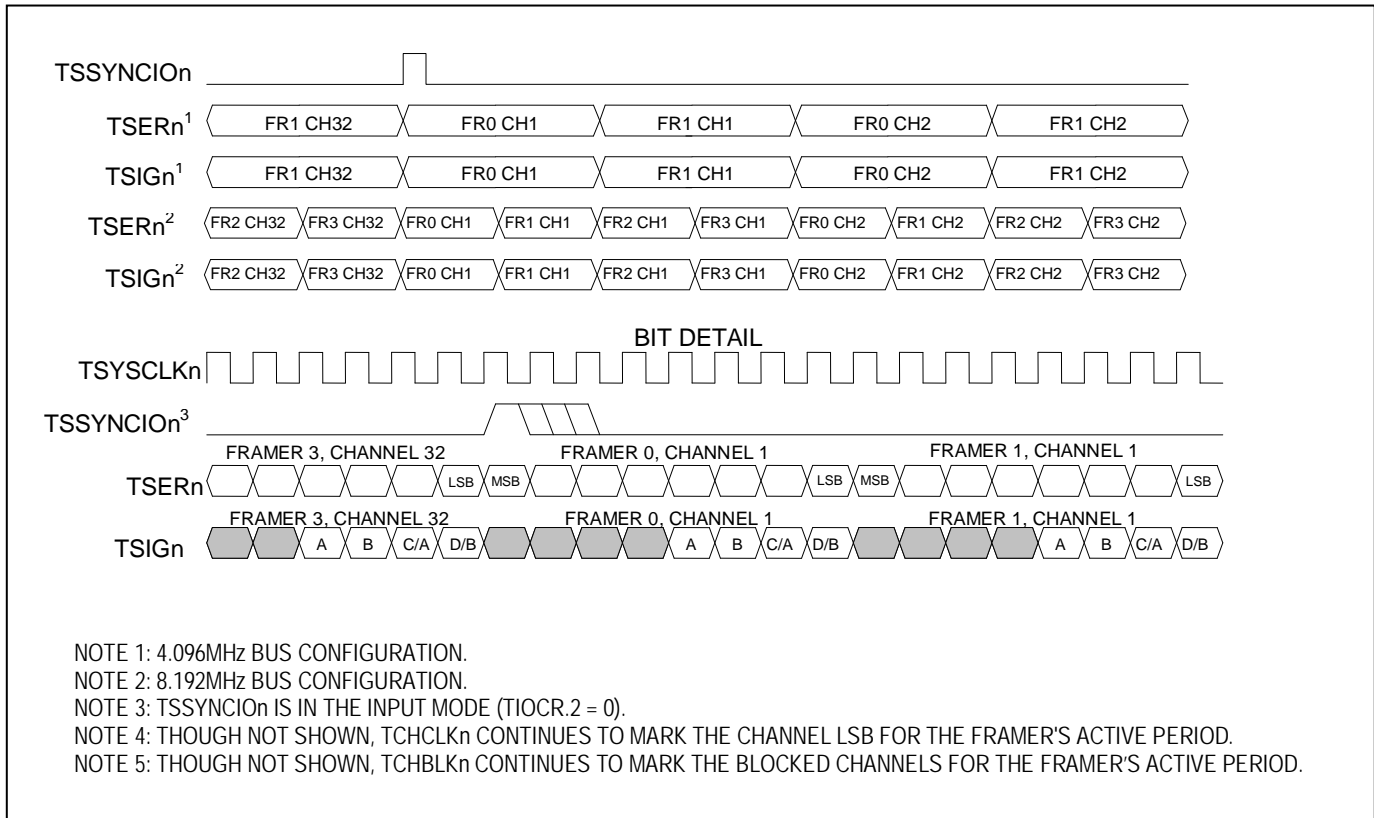 TSSYNCIOn
TSERn¹ FR1 CH32 FR0 CH1 FR1 CH1 FR0 CH2 FR1 CH2
TSIGn¹ FR1 CH32 FR0 CH1 FR1 CH1 FR0 CH2 FR1 CH2
TSERn² FR2 CH32 FR3 CH32 FR0 CH1 FR1 CH1 FR2 CH1 FR3 CH1 FR0 CH2 FR1 CH2 FR2 CH2 FR3 CH2
TSIGn² FR2 CH32 FR3 CH32 FR0 CH1 FR1 CH1 FR2 CH1 FR3 CH1 FR0 CH2 FR1 CH2 FR2 CH2 FR3 CH2
BIT DETAIL
TSYSCLKn
TSSYNCIOn³
FRAMER 3, CHANNEL 32 FRAMER 0, CHANNEL 1 FRAMER 1, CHANNEL 1
TSERn LSB MSB LSB MSB LSB
FRAMER 3, CHANNEL 32 FRAMER 0, CHANNEL 1 FRAMER 1, CHANNEL 1
TSIGn A B C/A D/B A B C/A D/B A B C/A D/B
NOTE 1: 4.096MHz BUS CONFIGURATION.
NOTE 2: 8.192MHz BUS CONFIGURATION.
NOTE 3: TSSYNCIOn IS IN THE INPUT MODE (TIOCR.2 = 0).
NOTE 4: THOUGH NOT SHOWN, TCHCLKn CONTINUES TO MARK THE CHANNEL LSB FOR THE FRAMER'S ACTIVE PERIOD.
NOTE 5: THOUGH NOT SHOWN, TCHBLKn CONTINUES TO MARK THE BLOCKED CHANNELS FOR THE FRAMER’S ACTIVE PERIOD.